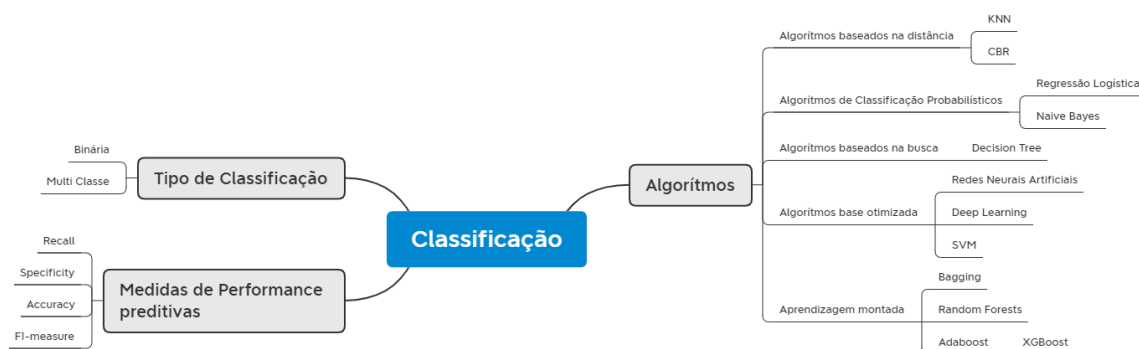 Classificação
Tipo de Classificação
Binária
Multi Classe
Medidas de Performance
preditivas
Recall
Specificity
Accuracy
F1-measure
Algorítmos
Algorítmos baseados na distância
KNN
CBR
Algorítmos de Classificação Probabilísticos
Regressão Logística
Naive Bayes
Algorítmos baseados na busca
Decision Tree
Algorítmos base otimizada
Redes Neurais Artificiais
Deep Learning
SVM
Aprendizagem montada
Bagging
Random Forests
Adaboost
XGBoost